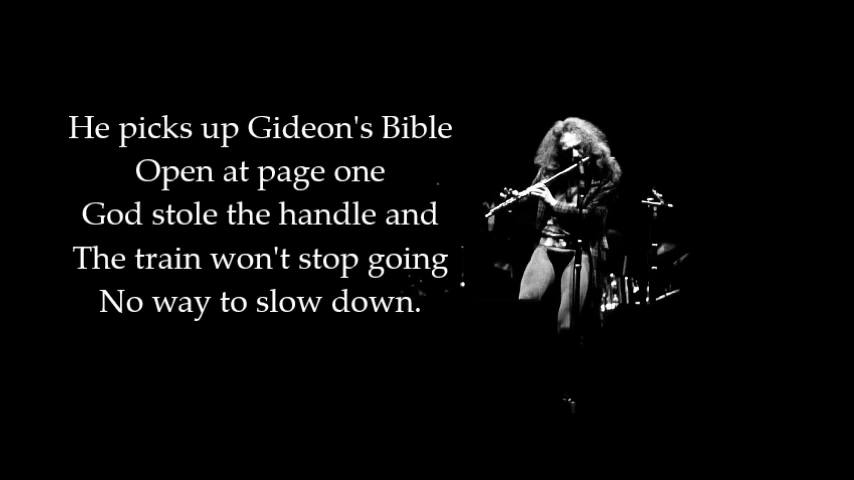 He picks up Gideon's Bible
Open at page one
God stole the handle and
The train won't stop going
No way to slow down.